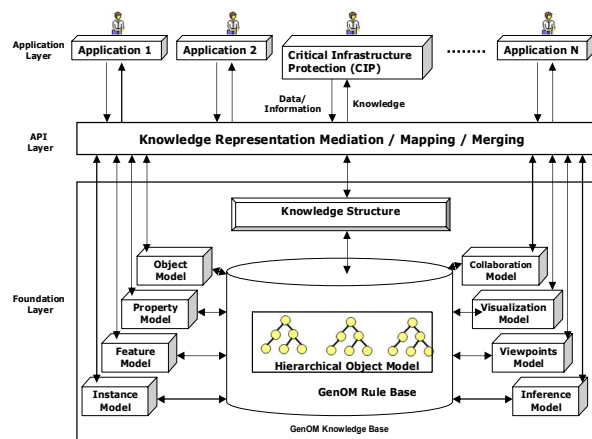 Application
Layer
Application 1
Application 2
Critical Infrastructure
Protection (CIP)
........
Application N
Data/
Information
Knowledge
API
Layer
Knowledge Representation Mediation / Mapping / Merging
Knowledge Structure
Object
Model
Collaboration
Model
Foundation
Layer
Property
Model
Visualization
Model
Feature
Model
Hierarchical Object Model
Viewpoints
Model
Instance
Model
GenOM Rule Base
Inference
Model
GenOM Knowledge Base